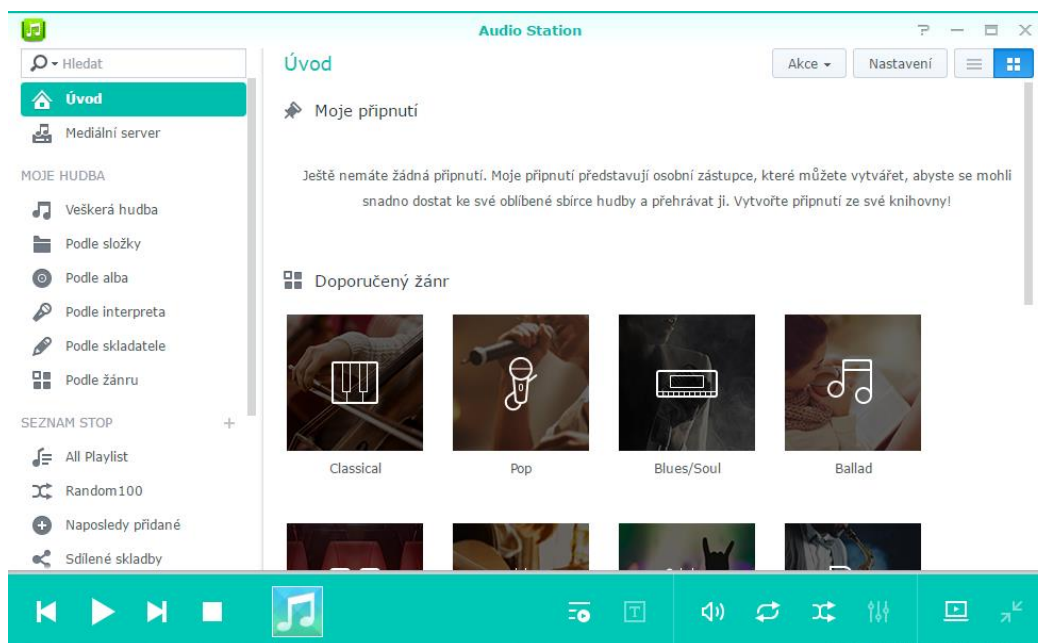 Audio Station
Hedat
Úvod
Mediální server
MOJE HUDBA
Veškerá hudba
Podle složky
Podle alba
Podle interpreta
Podle skladatele
Podle žánru
SEZNAM STOP
All Playlist
Random100
Naposledy přidané
Sdílené skladby
Úvod
Akce
Nastavení
Moje připnutí
Ještě nemáte žádná připnutí. Moje připnutí představují osobní zástupce, které můžete vytvářet, abyste se mohli
snadno dostat ke své oblíbené sbírce hudby a přehrávat ji. Vytvořte připnutí ze své knihovny!
Doporučený žánr
Classical
Pop
Blues/Soul
Ballad